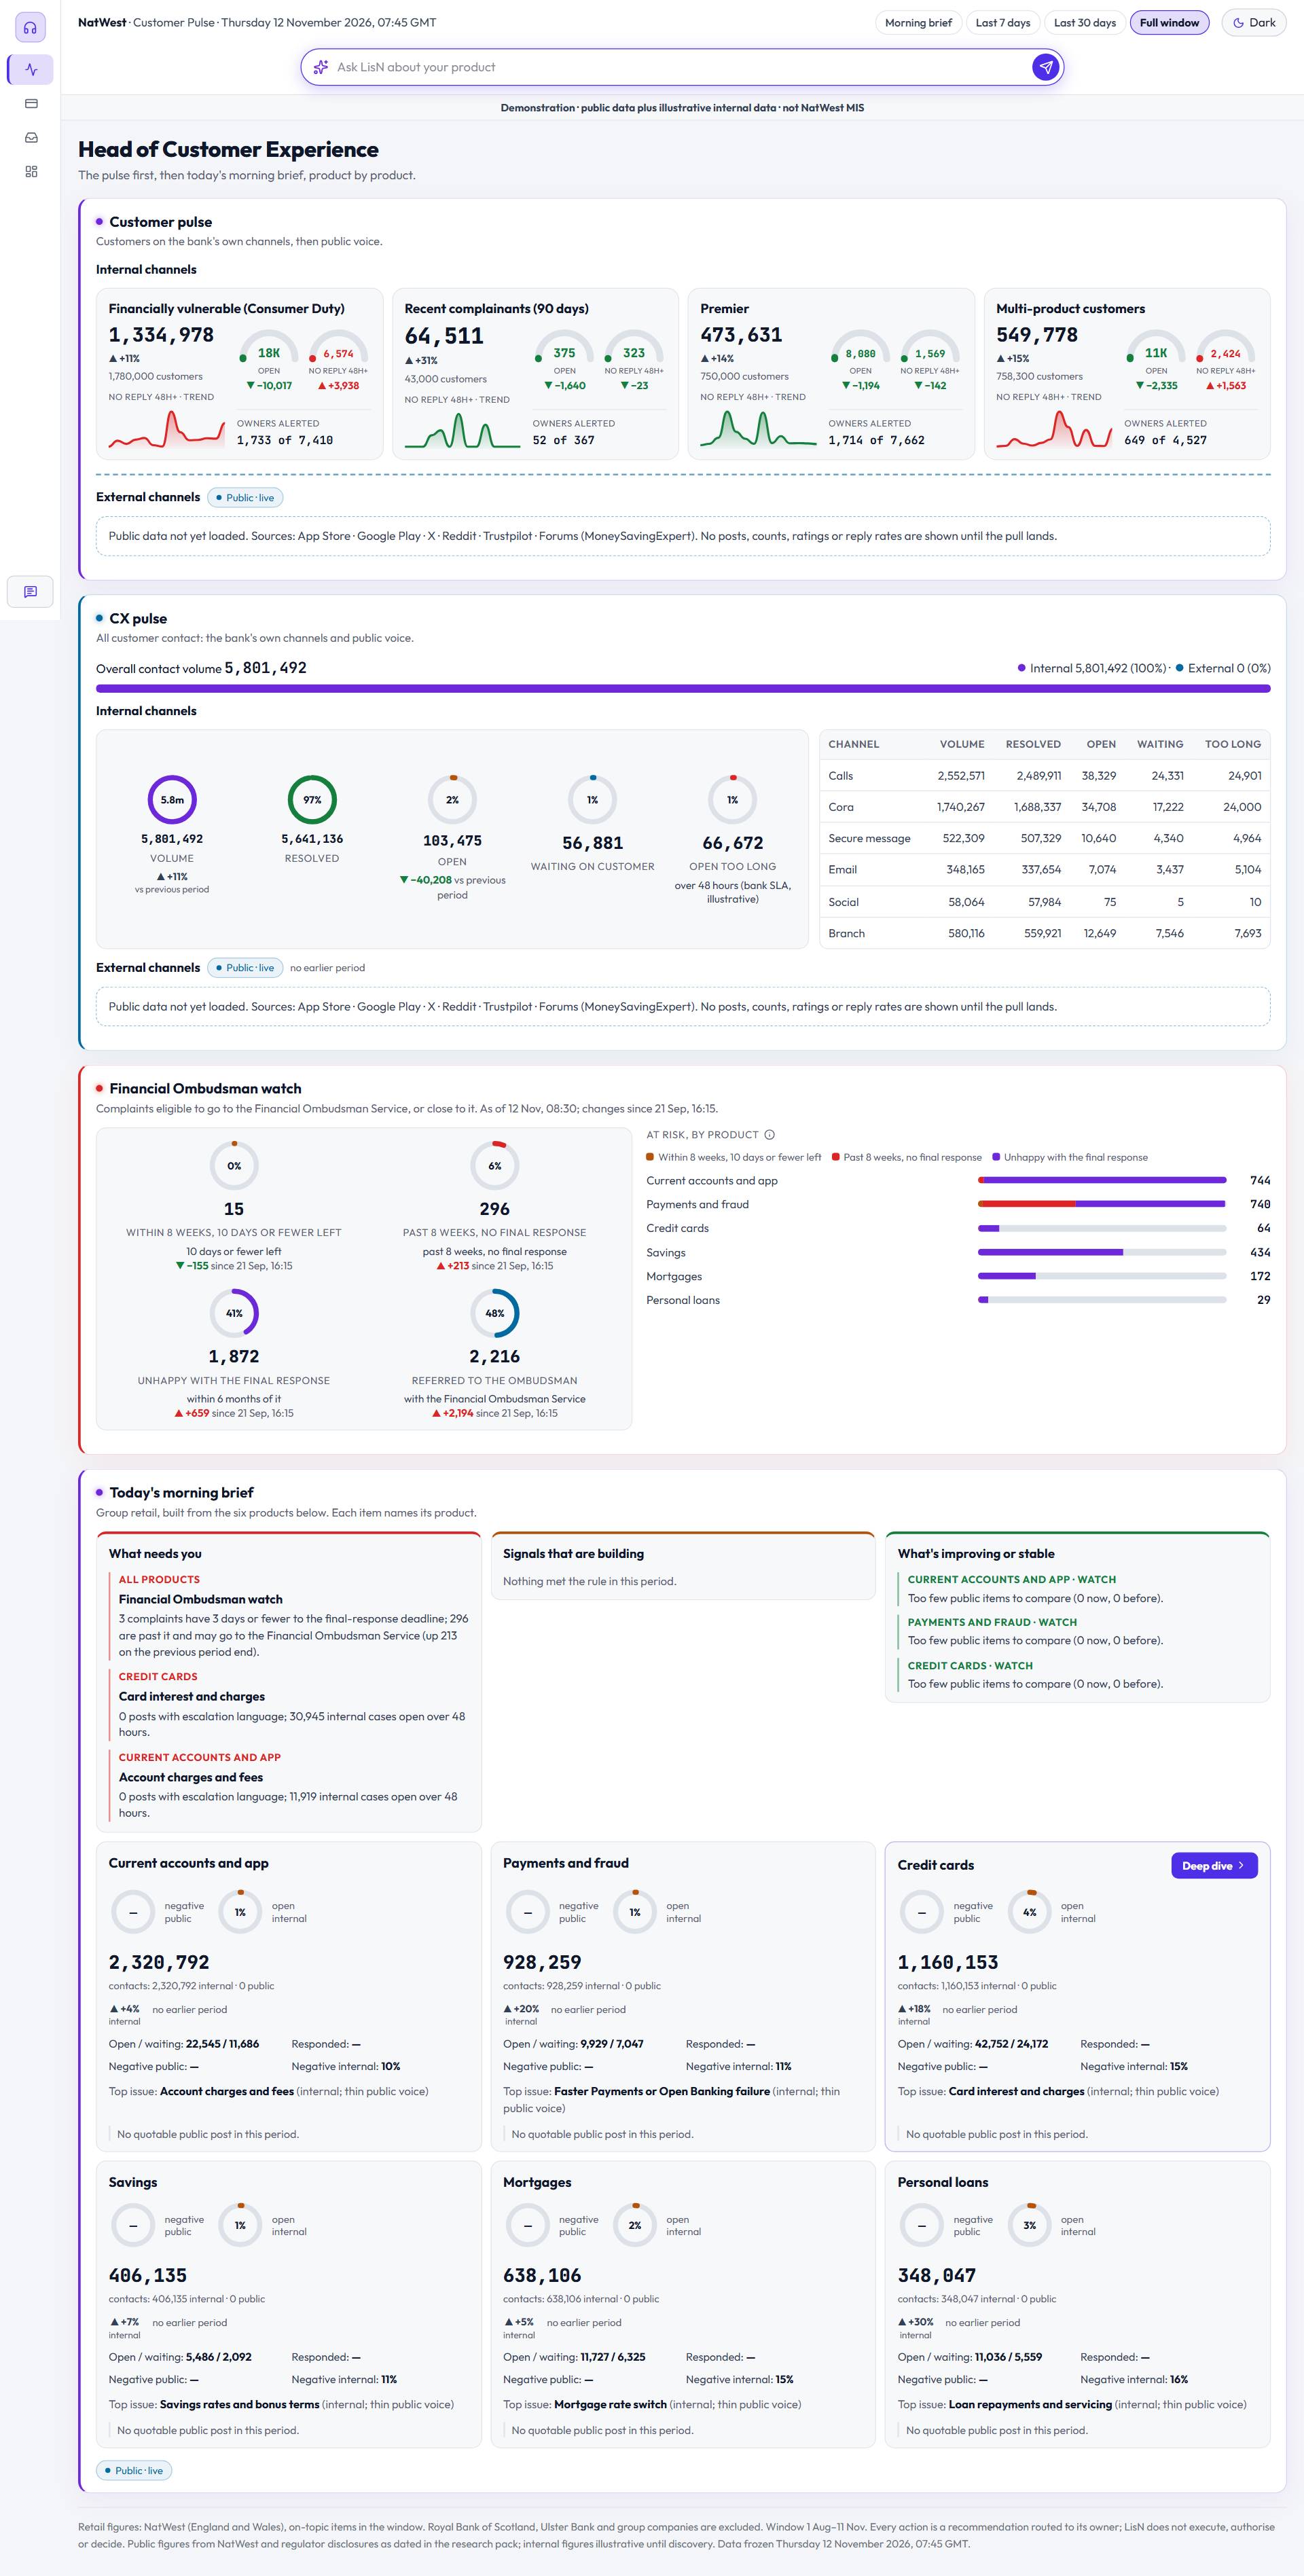 NatWest · Customer Pulse · Thursday 12 November 2026, 07:45 GMT
Morning brief
Last 7 days
Last 30 days
Full window
Dark
Ask LisN about your product
Demonstration · public data plus illustrative internal data · not NatWest MIS
Head of Customer Experience
The pulse first, then today's morning brief, product by product.
Customer pulse
Customers on the bank's own channels, then public voice.
Internal channels
Financially vulnerable (Consumer Duty)
1,334,978
▲ +11%
1,780,000 customers
NO REPLY 48H+ · TREND
18K
OPEN
▼ −10,017
6,574
NO REPLY 48H+
▲ +3,938
OWNERS ALERTED
1,733 of 7,410
Recent complainants (90 days)
64,511
▲ +31%
43,000 customers
NO REPLY 48H+ · TREND
375
OPEN
▼ −1,640
323
NO REPLY 48H+
▼ −23
OWNERS ALERTED
52 of 367
Premier
473,631
▲ +14%
750,000 customers
NO REPLY 48H+ · TREND
8,080
OPEN
▼ −1,194
1,569
NO REPLY 48H+
▼ −142
OWNERS ALERTED
1,714 of 7,662
Multi-product customers
549,778
▲ +15%
758,300 customers
NO REPLY 48H+ · TREND
11K
OPEN
▼ −2,335
2,424
NO REPLY 48H+
▲ +1,563
OWNERS ALERTED
649 of 4,527
External channels
Public · live
Public data not yet loaded. Sources: App Store · Google Play · X · Reddit · Trustpilot · Forums (MoneySavingExpert). No posts, counts, ratings or reply rates are shown until the pull lands.
CX pulse
All customer contact: the bank's own channels and public voice.
Overall contact volume 5,801,492
Internal 5,801,492 (100%) · External 0 (0%)
Internal channels
5.8m
5,801,492
VOLUME
▲ +11%
vs previous period
97%
5,641,136
RESOLVED
2%
103,475
OPEN
▼ −40,208 vs previous
period
1%
56,881
WAITING ON CUSTOMER
1%
66,672
OPEN TOO LONG
over 48 hours (bank SLA,
illustrative)
CHANNEL VOLUME RESOLVED OPEN WAITING TOO LONG
Calls 2,552,571 2,489,911 38,329 24,331 24,901
Cora 1,740,267 1,688,337 34,708 17,222 24,000
Secure message 522,309 507,329 10,640 4,340 4,964
Email 348,165 337,654 7,074 3,437 5,104
Social 58,064 57,984 75 5 10
Branch 580,116 559,921 12,649 7,546 7,693
External channels
Public · live
no earlier period
Public data not yet loaded. Sources: App Store · Google Play · X · Reddit · Trustpilot · Forums (MoneySavingExpert). No posts, counts, ratings or reply rates are shown until the pull lands.
Financial Ombudsman watch
Complaints eligible to go to the Financial Ombudsman Service, or close to it. As of 12 Nov, 08:30; changes since 21 Sep, 16:15.
0%
15
WITHIN 8 WEEKS, 10 DAYS OR FEWER LEFT
10 days or fewer left
▼ −155 since 21 Sep, 16:15
6%
296
PAST 8 WEEKS, NO FINAL RESPONSE
past 8 weeks, no final response
▲ +213 since 21 Sep, 16:15
41%
1,872
UNHAPPY WITH THE FINAL RESPONSE
within 6 months of it
▲ +659 since 21 Sep, 16:15
48%
2,216
REFERRED TO THE OMBUDSMAN
with the Financial Ombudsman Service
▲ +2,194 since 21 Sep, 16:15
AT RISK, BY PRODUCT
Within 8 weeks, 10 days or fewer left
Past 8 weeks, no final response
Unhappy with the final response
Current accounts and app 744
Payments and fraud 740
Credit cards 64
Savings 434
Mortgages 172
Personal loans 29
Today's morning brief
Group retail, built from the six products below. Each item names its product.
What needs you
ALL PRODUCTS
Financial Ombudsman watch
3 complaints have 3 days or fewer to the final-response deadline; 296
are past it and may go to the Financial Ombudsman Service (up 213
on the previous period end).
CREDIT CARDS
Card interest and charges
0 posts with escalation language; 30,945 internal cases open over 48
hours.
CURRENT ACCOUNTS AND APP
Account charges and fees
0 posts with escalation language; 11,919 internal cases open over 48
hours.
Signals that are building
Nothing met the rule in this period.
What's improving or stable
CURRENT ACCOUNTS AND APP · WATCH
Too few public items to compare (0 now, 0 before).
PAYMENTS AND FRAUD · WATCH
Too few public items to compare (0 now, 0 before).
CREDIT CARDS · WATCH
Too few public items to compare (0 now, 0 before).
Current accounts and app
–
negative
public
1%
open
internal
2,320,792
contacts: 2,320,792 internal · 0 public
▲ +4% no earlier period
internal
Open / waiting: 22,545 / 11,686 Responded: —
Negative public: — Negative internal: 10%
Top issue: Account charges and fees (internal; thin public voice)
No quotable public post in this period.
Payments and fraud
–
negative
public
1%
open
internal
928,259
contacts: 928,259 internal · 0 public
▲ +20% no earlier period
internal
Open / waiting: 9,929 / 7,047 Responded: —
Negative public: — Negative internal: 11%
Top issue: Faster Payments or Open Banking failure (internal; thin
public voice)
No quotable public post in this period.
Credit cards
Deep dive
–
negative
public
4%
open
internal
1,160,153
contacts: 1,160,153 internal · 0 public
▲ +18% no earlier period
internal
Open / waiting: 42,752 / 24,172 Responded: —
Negative public: — Negative internal: 15%
Top issue: Card interest and charges (internal; thin public voice)
No quotable public post in this period.
Savings
–
negative
public
1%
open
internal
406,135
contacts: 406,135 internal · 0 public
▲ +7% no earlier period
internal
Open / waiting: 5,486 / 2,092 Responded: —
Negative public: — Negative internal: 11%
Top issue: Savings rates and bonus terms (internal; thin public voice)
No quotable public post in this period.
Mortgages
–
negative
public
2%
open
internal
638,106
contacts: 638,106 internal · 0 public
▲ +5% no earlier period
internal
Open / waiting: 11,727 / 6,325 Responded: —
Negative public: — Negative internal: 15%
Top issue: Mortgage rate switch (internal; thin public voice)
No quotable public post in this period.
Personal loans
–
negative
public
3%
open
internal
348,047
contacts: 348,047 internal · 0 public
▲ +30% no earlier period
internal
Open / waiting: 11,036 / 5,559 Responded: —
Negative public: — Negative internal: 16%
Top issue: Loan repayments and servicing (internal; thin public voice)
No quotable public post in this period.
Public · live
Retail figures: NatWest (England and Wales), on-topic items in the window. Royal Bank of Scotland, Ulster Bank and group companies are excluded. Window 1 Aug–11 Nov. Every action is a recommendation routed to its owner; LisN does not execute, authorise
or decide. Public figures from NatWest and regulator disclosures as dated in the research pack; internal figures illustrative until discovery. Data frozen Thursday 12 November 2026, 07:45 GMT.